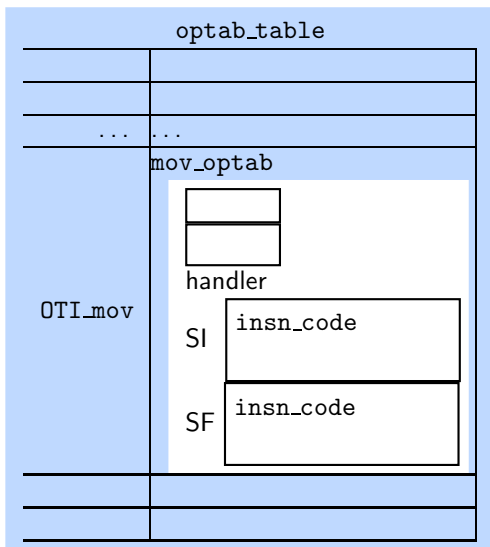 optab_table
... ...
mov_optab
handler
OTI_mov
SI insn_code
SF insn_code